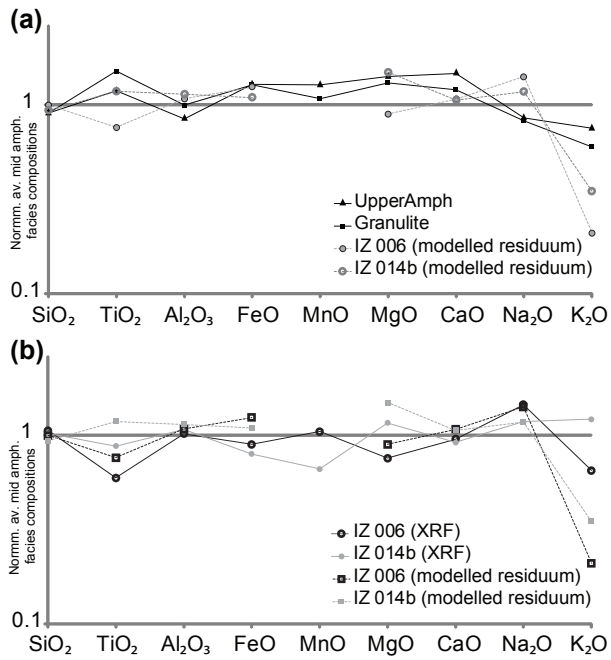 (a)
Normm. av. mid amph.
facies compositions
1
0.1
UpperAmph
Granulite
IZ 006 (modelled residuum)
IZ 014b (modelled residuum)
SiO₂ TiO₂ Al₂O₃ FeO MnO MgO CaO Na₂O K₂O
(b)
Normm. av. mid amph.
facies compositions
1
0.1
IZ 006 (XRF)
IZ 014b (XRF)
IZ 006 (modelled residuum)
IZ 014b (modelled residuum)
SiO₂ TiO₂ Al₂O₃ FeO MnO MgO CaO Na₂O K₂O